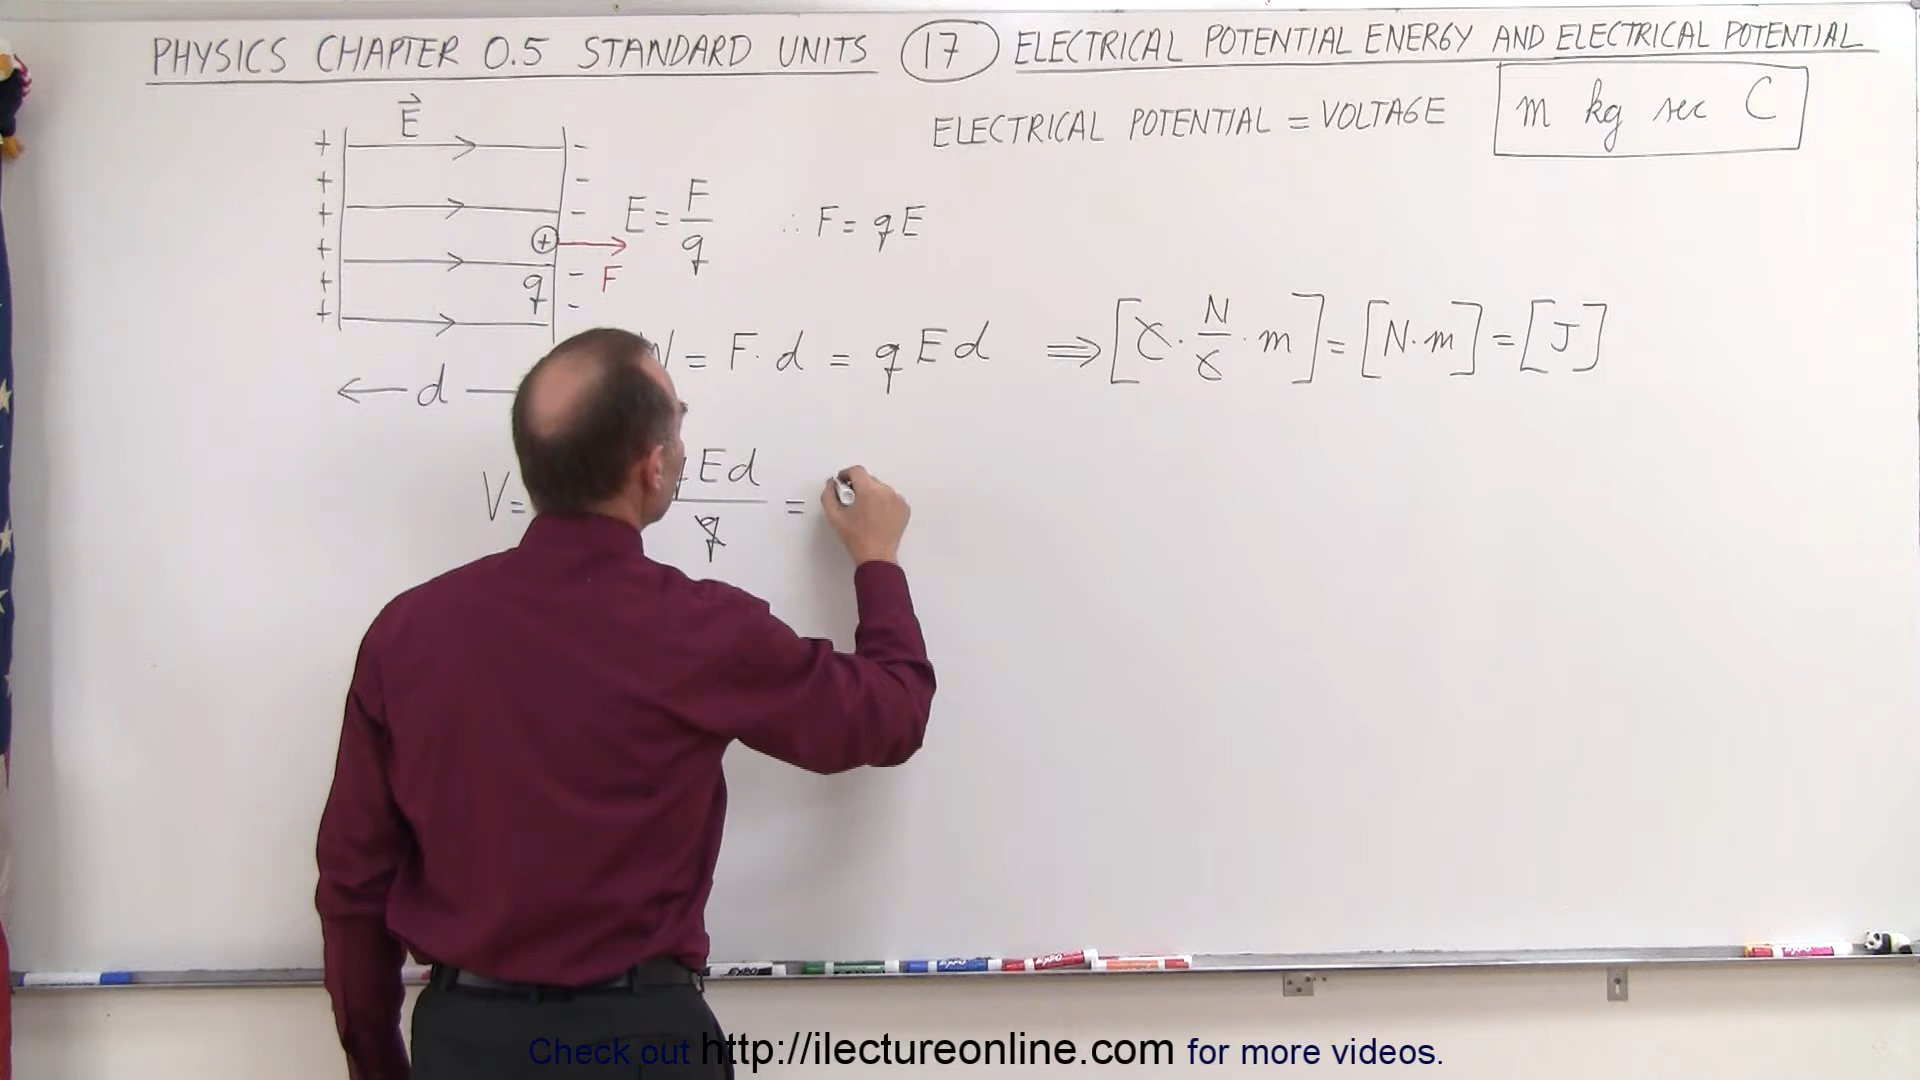 PHYSICS CHAPTER 0.5 STANDARD UNITS 17 ELECTRICAL POTENTIAL ENERGY AND ELECTRICAL POTENTIAL
ELECTRICAL POTENTIAL = VOLTAGE
m kg sec C
E
+ -
+ -
+ -
+
+ -
+ -
+ q F
E = F/q ∴ F = qE
= F · d = qEd ⇒ [C · N/C · m] = [N · m] = [J]
← d
V = Ed/q =
EXPO
Check out http://ilectureonline.com for more videos.